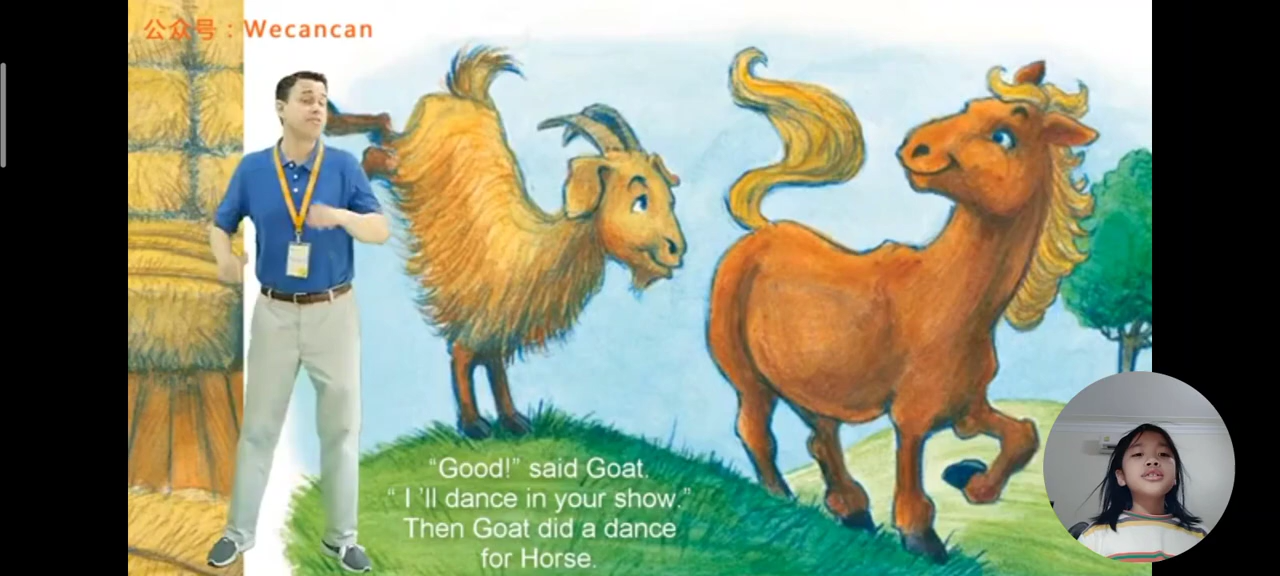 公众号：Wecancan
“Good!” said Goat.
“ I ’ll dance in your show.”
Then Goat did a dance
for Horse.